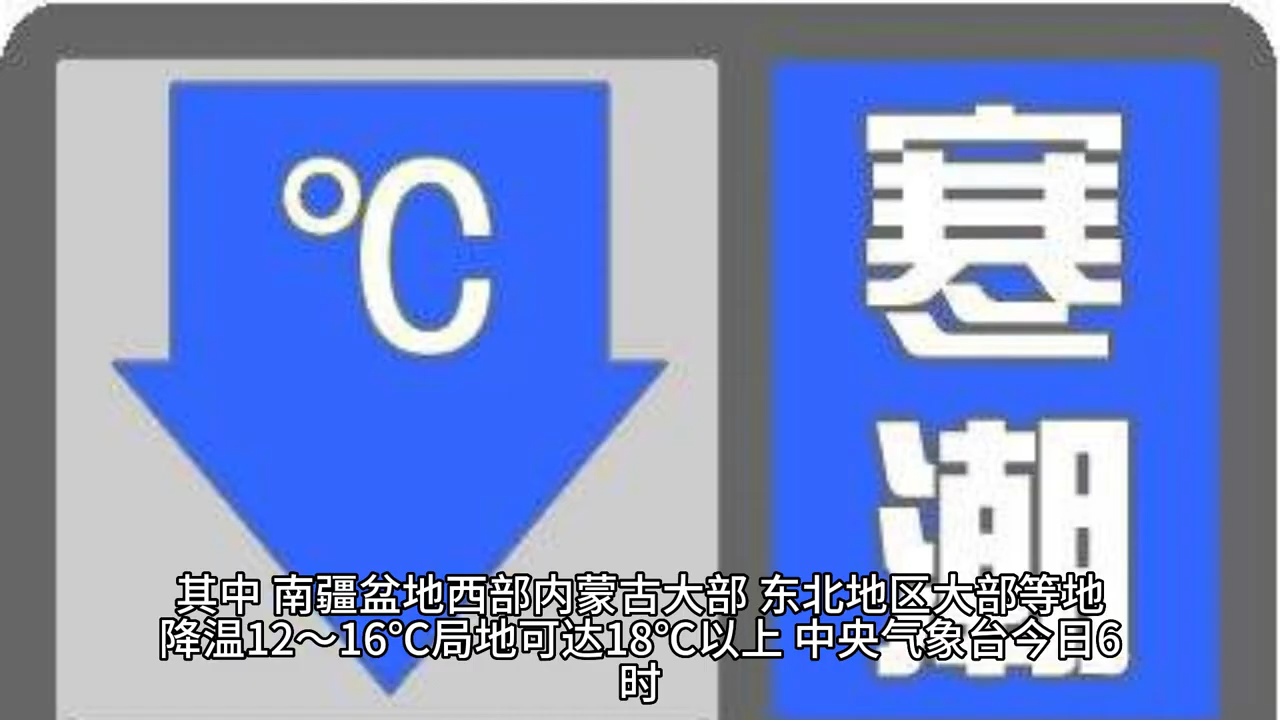 ℃
寒
潮
其中 南疆盆地西部内蒙古大部 东北地区大部等地
降温12～16℃局地可达18℃以上 中央气象台今日6
时